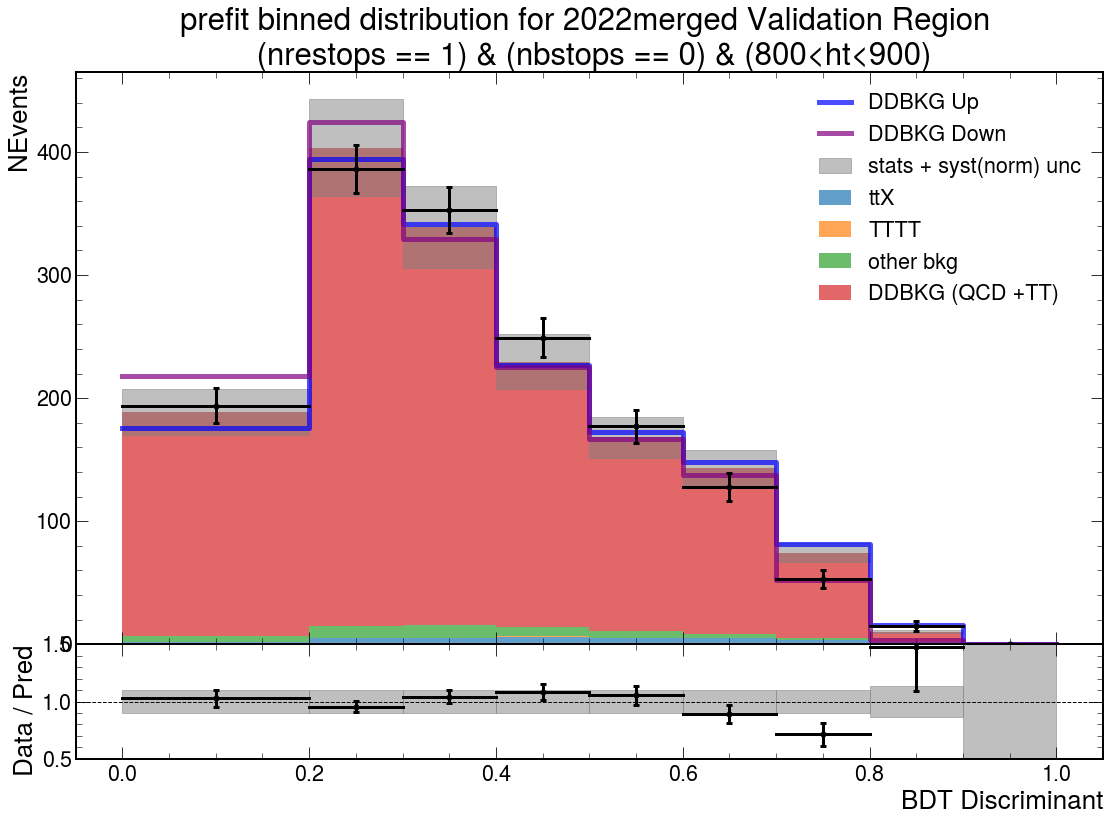 prefit binned distribution for 2022merged Validation Region
(nrestops == 1) & (nbstops == 0) & (800<ht<900)
NEvents
400
300
200
100
0
DDBKG Up
DDBKG Down
stats + syst(norm) unc
ttX
TTTT
other bkg
DDBKG (QCD +TT)
Data / Pred
1.5
1.0
0.5
0.0
0.2
0.4
0.6
0.8
1.0
BDT Discriminant